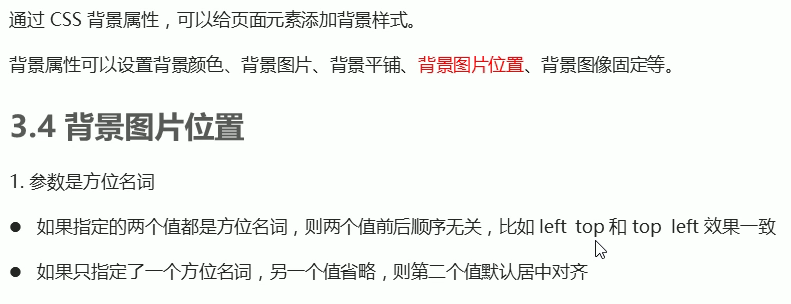 通过 CSS 背景属性，可以给页面元素添加背景样式。
背景属性可以设置背景颜色、背景图片、背景平铺、背景图片位置、背景图像固定等。
3.4 背景图片位置
1. 参数是方位名词
● 如果指定的两个值都是方位名词，则两个值前后顺序无关，比如 left top 和 top left 效果一致
● 如果只指定了一个方位名词，另一个值省略，则第二个值默认居中对齐